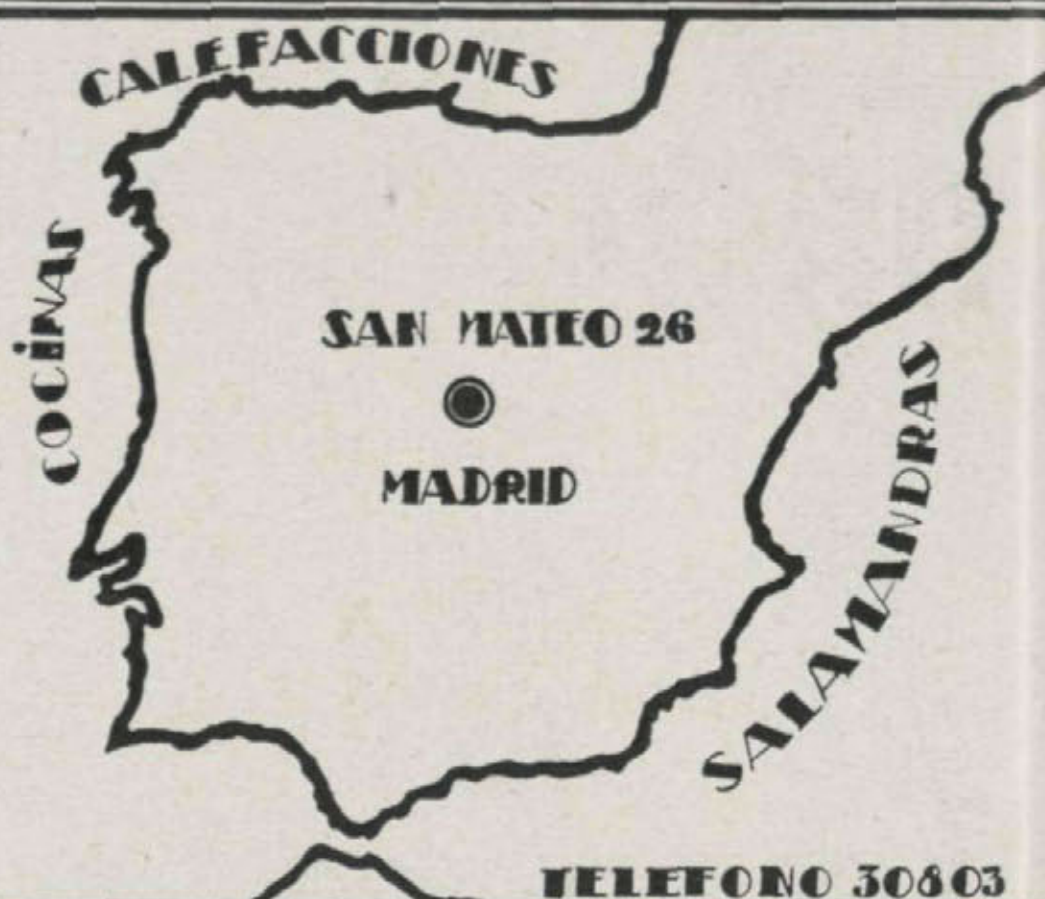 CALEFACCIONES
COCINAS
SAN MATEO 26
MADRID
SALAMANDRAS
TELEFONO 30803